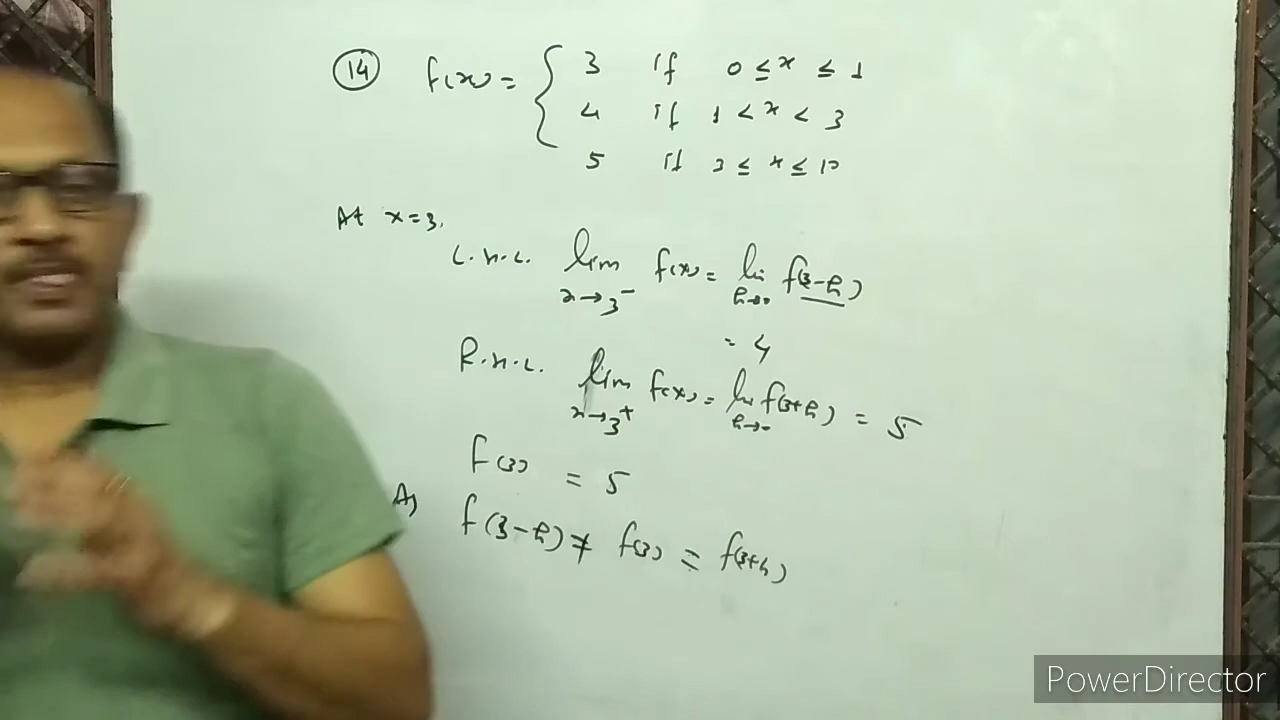 14 f(x) = { 3 if 0 ≤ x ≤ 1
4 if 1 < x < 3
5 if 3 ≤ x ≤ 10
At x=3,
L.H.L. lim x→3⁻ f(x) = lim h→0 f(3-h)
= 4
R.H.L. lim x→3⁺ f(x) = lim h→0 f(3+h) = 5
f(3) = 5
As f(3-h) ≠ f(3) = f(3+h)
PowerDirector